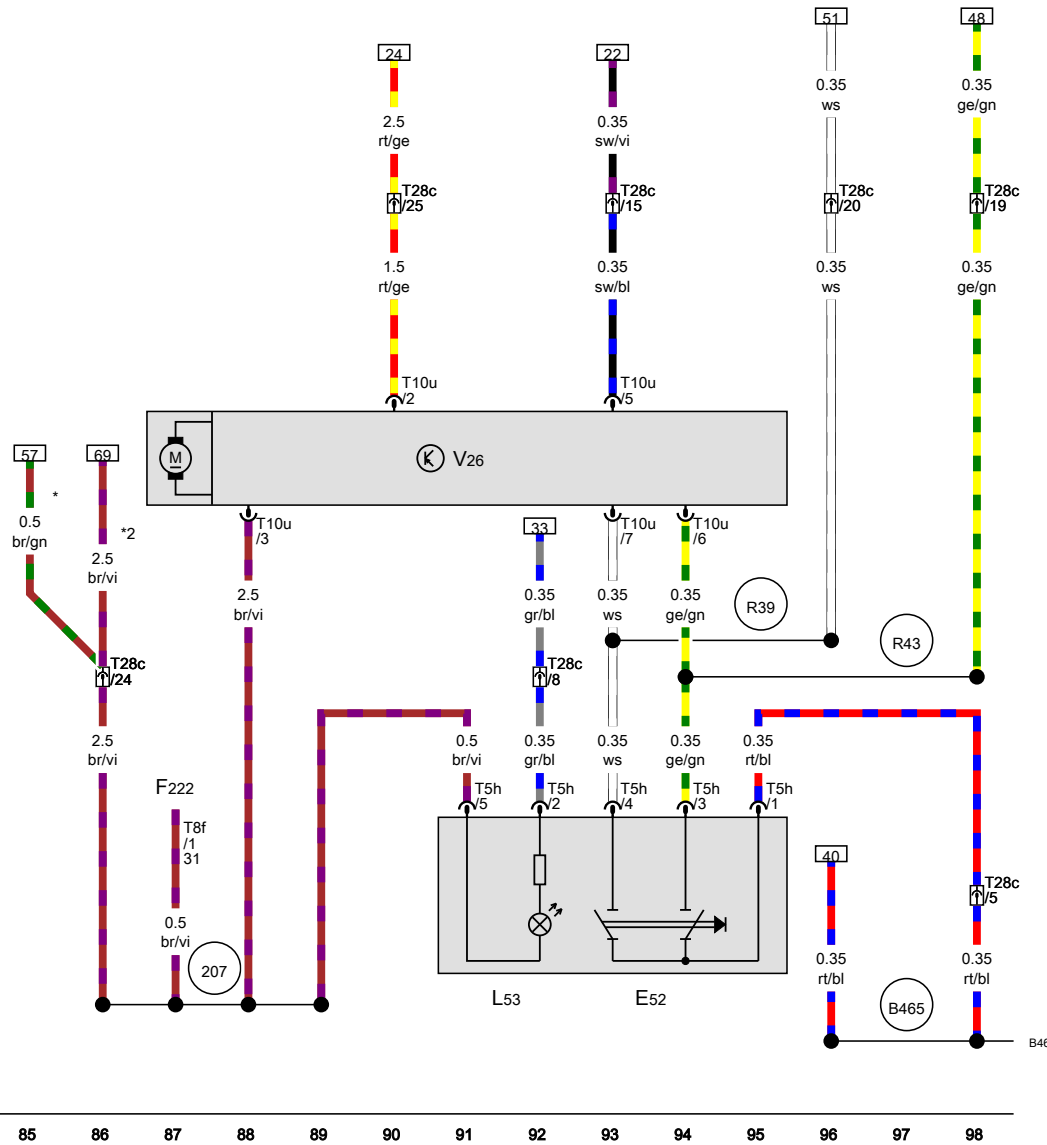 51
48
24
22
0.35
ws
0.35
ge/gn
2.5
rt/ge
0.35
sw/vi
T28c
/25
T28c
/15
T28c
/20
T28c
/19
1.5
rt/ge
0.35
sw/bl
0.35
ws
0.35
ge/gn
T10u
/2
T10u
/5
M
V26
57
69
*
*2
0.5
br/gn
2.5
br/vi
T10u
/3
33
T10u
/7
T10u
/6
2.5
br/vi
0.35
gr/bl
0.35
ws
0.35
ge/gn
R39
R43
T28c
/24
T28c
/8
2.5
br/vi
0.5
br/vi
0.35
gr/bl
0.35
ws
0.35
ge/gn
0.35
rt/bl
F222
T5h
/5
T5h
/2
T5h
/4
T5h
/3
T5h
/1
T8f
/1
31
40
T28c
/5
0.5
br/vi
207
0.35
rt/bl
0.35
rt/bl
L53
E52
B465
B46
85 86 87 88 89 90 91 92 93 94 95 96 97 98